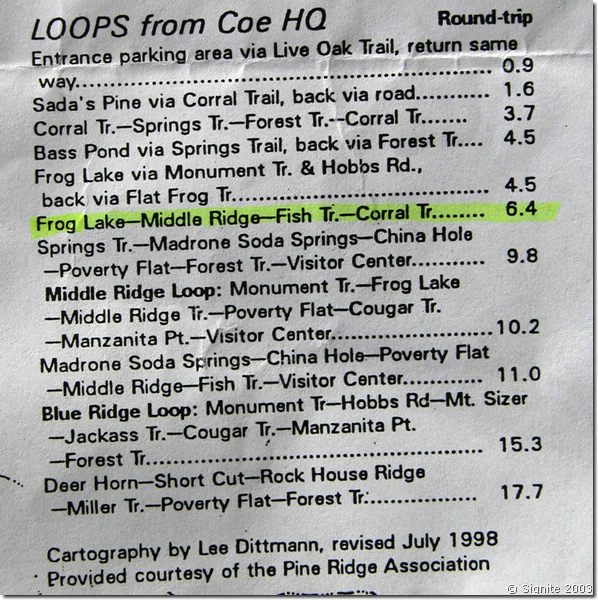 LOOPS from Coe HQ Round-trip
Entrance parking area via Live Oak Trail, return same
way................................................................ 0.9
Sada's Pine via Corral Trail, back via road........... 1.6
Corral Tr.—Springs Tr.—Forest Tr.--Corral Tr....... 3.7
Bass Pond via Springs Trail, back via Forest Tr.... 4.5
Frog Lake via Monument Tr. & Hobbs Rd.,
back via Flat Frog Tr....................................... 4.5
Frog Lake—Middle Ridge—Fish Tr.—Corral Tr........ 6.4
Springs Tr.—Madrone Soda Springs—China Hole
—Poverty Flat—Forest Tr.—Visitor Center........... 9.8
Middle Ridge Loop: Monument Tr.—Frog Lake
—Middle Ridge Tr.—Poverty Flat—Cougar Tr.
—Manzanita Pt.—Visitor Center.........................10.2
Madrone Soda Springs—China Hole—Poverty Flat
—Middle Ridge—Fish Tr.—Visitor Center............ 11.0
Blue Ridge Loop: Monument Tr—Hobbs Rd—Mt. Sizer
—Jackass Tr.—Cougar Tr.—Manzanita Pt.
—Forest Tr..................................................... 15.3
Deer Horn—Short Cut—Rock House Ridge
—Miller Tr.—Poverty Flat—Forest Tr:................ 17.7
Cartography by Lee Dittmann, revised July 1998
Provided courtesy of the Pine Ridge Association
© Signite 2003